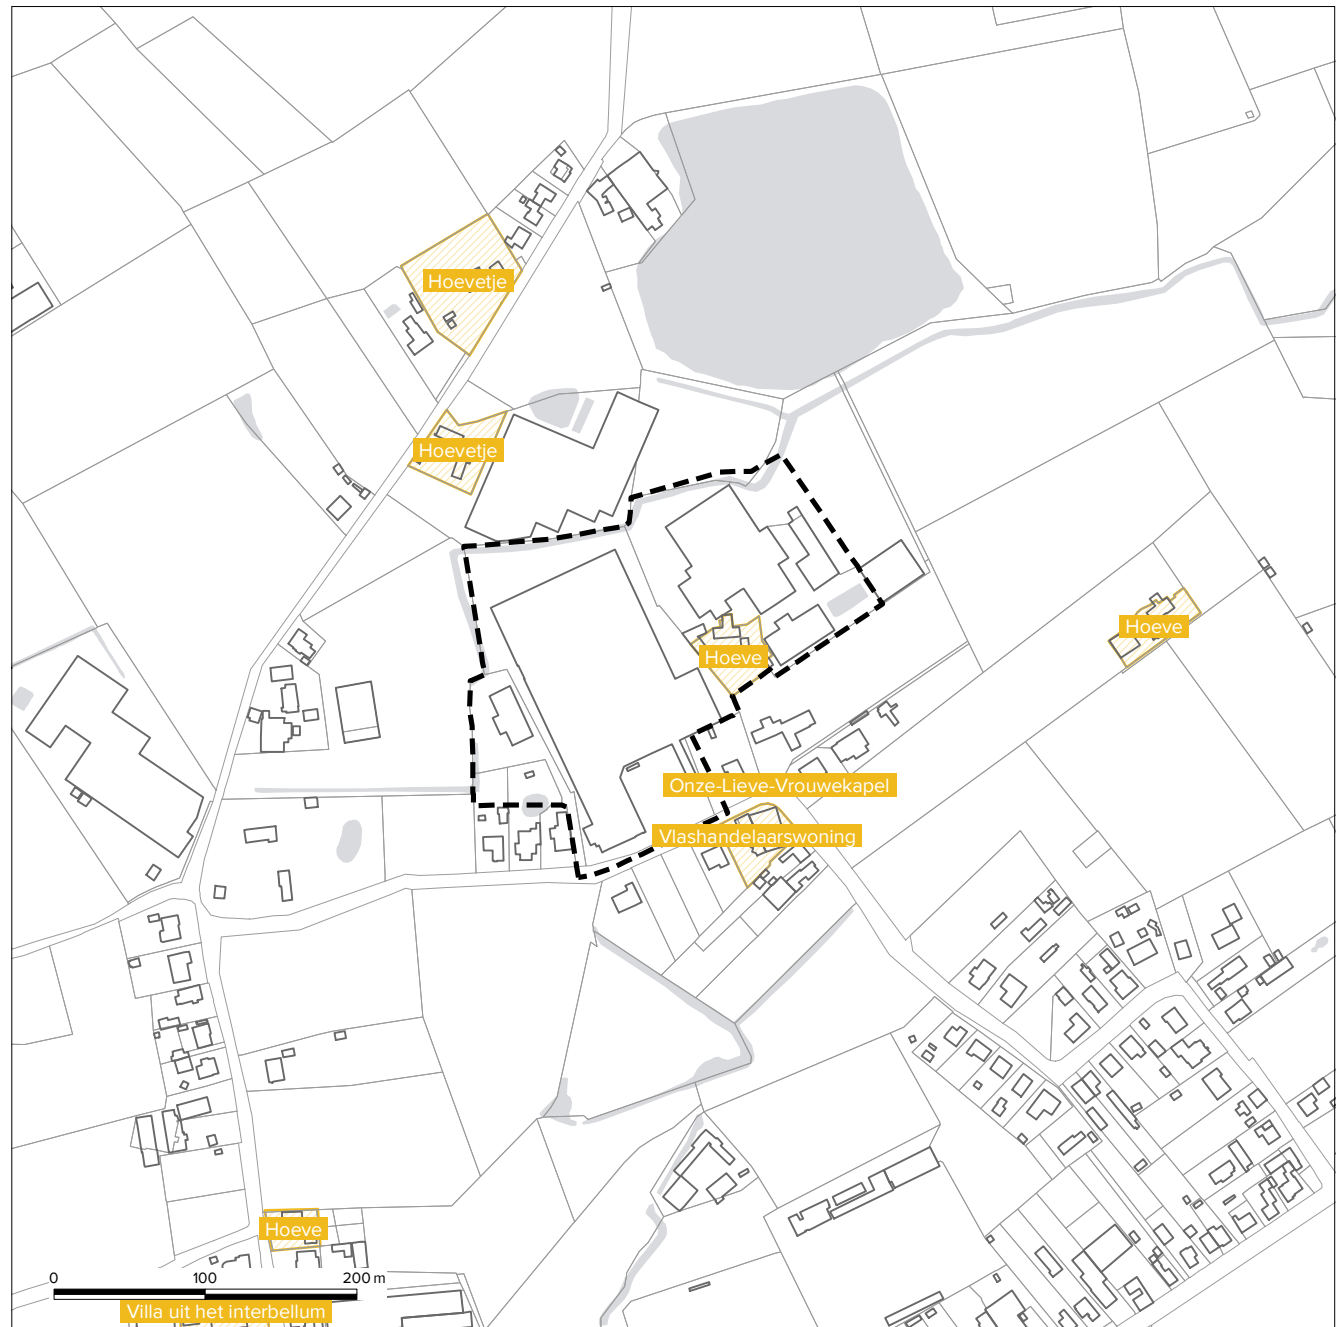 Hoevetje
Hoevetje
Hoeve
Hoeve
Onze-Lieve-Vrouwekapel
Vlashandelaarswoning
Hoeve
0 100 200 m
Villa uit het interbellum